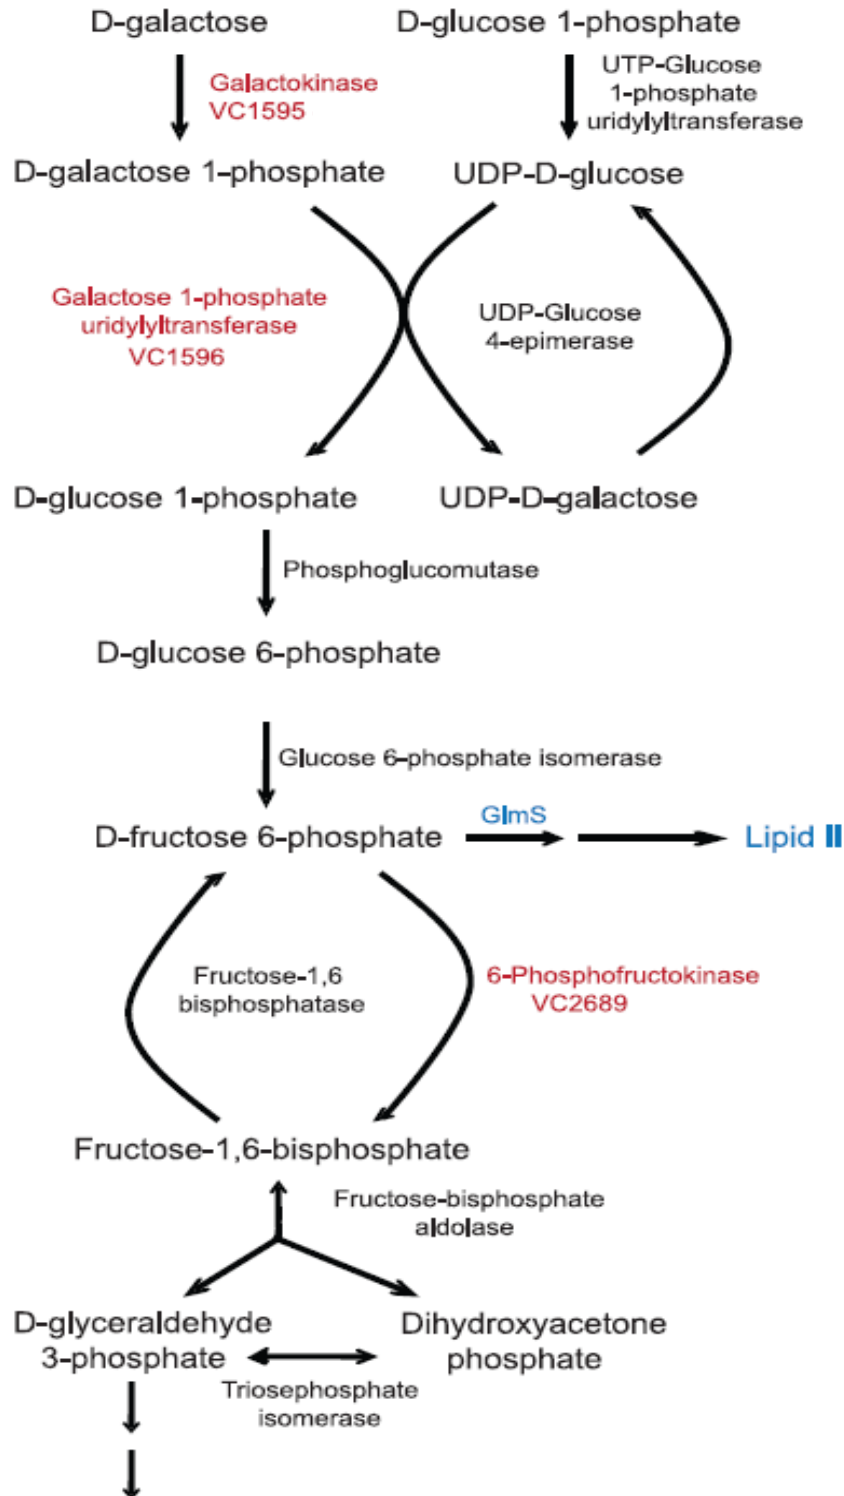 D-galactose
D-glucose 1-phosphate
Galactokinase
VC1595
UTP-Glucose
1-phosphate
uridylyltransferase
D-galactose 1-phosphate
UDP-D-glucose
Galactose 1-phosphate
uridylyltransferase
VC1596
UDP-Glucose
4-epimerase
D-glucose 1-phosphate
UDP-D-galactose
Phosphoglucomutase
D-glucose 6-phosphate
Glucose 6-phosphate isomerase
D-fructose 6-phosphate
GlmS
Lipid II
Fructose-1,6
bisphosphatase
6-Phosphofructokinase
VC2689
Fructose-1,6-bisphosphate
Fructose-bisphosphate
aldolase
D-glyceraldehyde
3-phosphate
Dihydroxyacetone
phosphate
Triosephosphate
isomerase